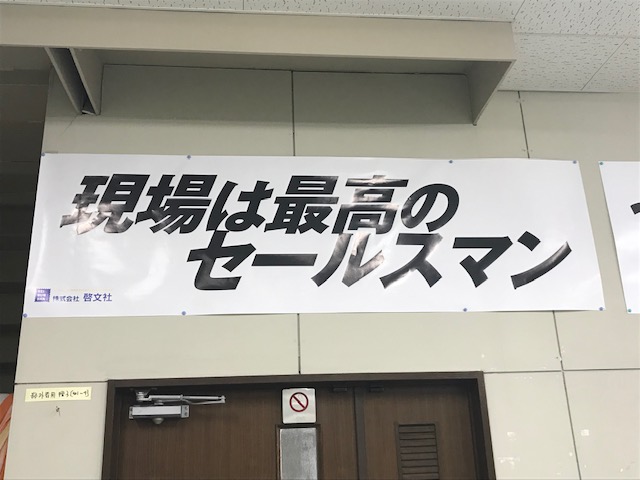 現場は最高の
セールスマン
株式会社 啓文社